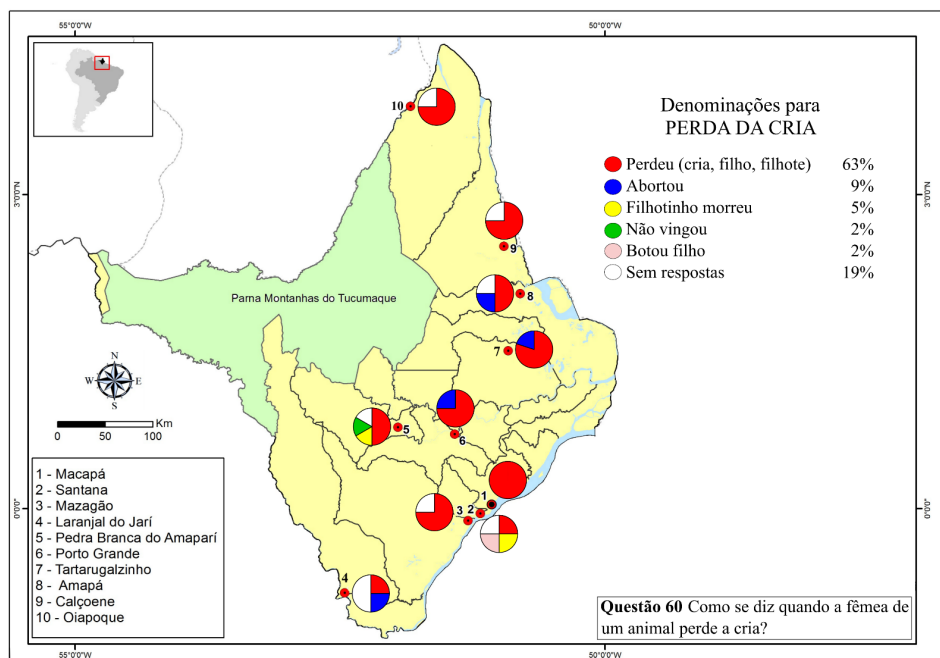 55°0'0"W
50°0'0"W
Denominações para
PERDA DA CRIA
Perdeu (cria, filho, filhote) 63%
Abortou 9%
Filhotinho morreu 5%
Não vingou 2%
Botou filho 2%
Sem respostas 19%
3°0'0"N
3°0'0"N
10
9
8
7
Parna Montanhas do Tucumaque
N
W E
S
Km
0 50 100
5
6
1
2
3
4
0°0'0"
0°0'0"
1 - Macapá
2 - Santana
3 - Mazagão
4 - Laranjal do Jarí
5 - Pedra Branca do Amaparí
6 - Porto Grande
7 - Tartarugalzinho
8 - Amapá
9 - Calçoene
10 - Oiapoque
Questão 60 Como se diz quando a fêmea de
um animal perde a cria?
55°0'0"W
50°0'0"W